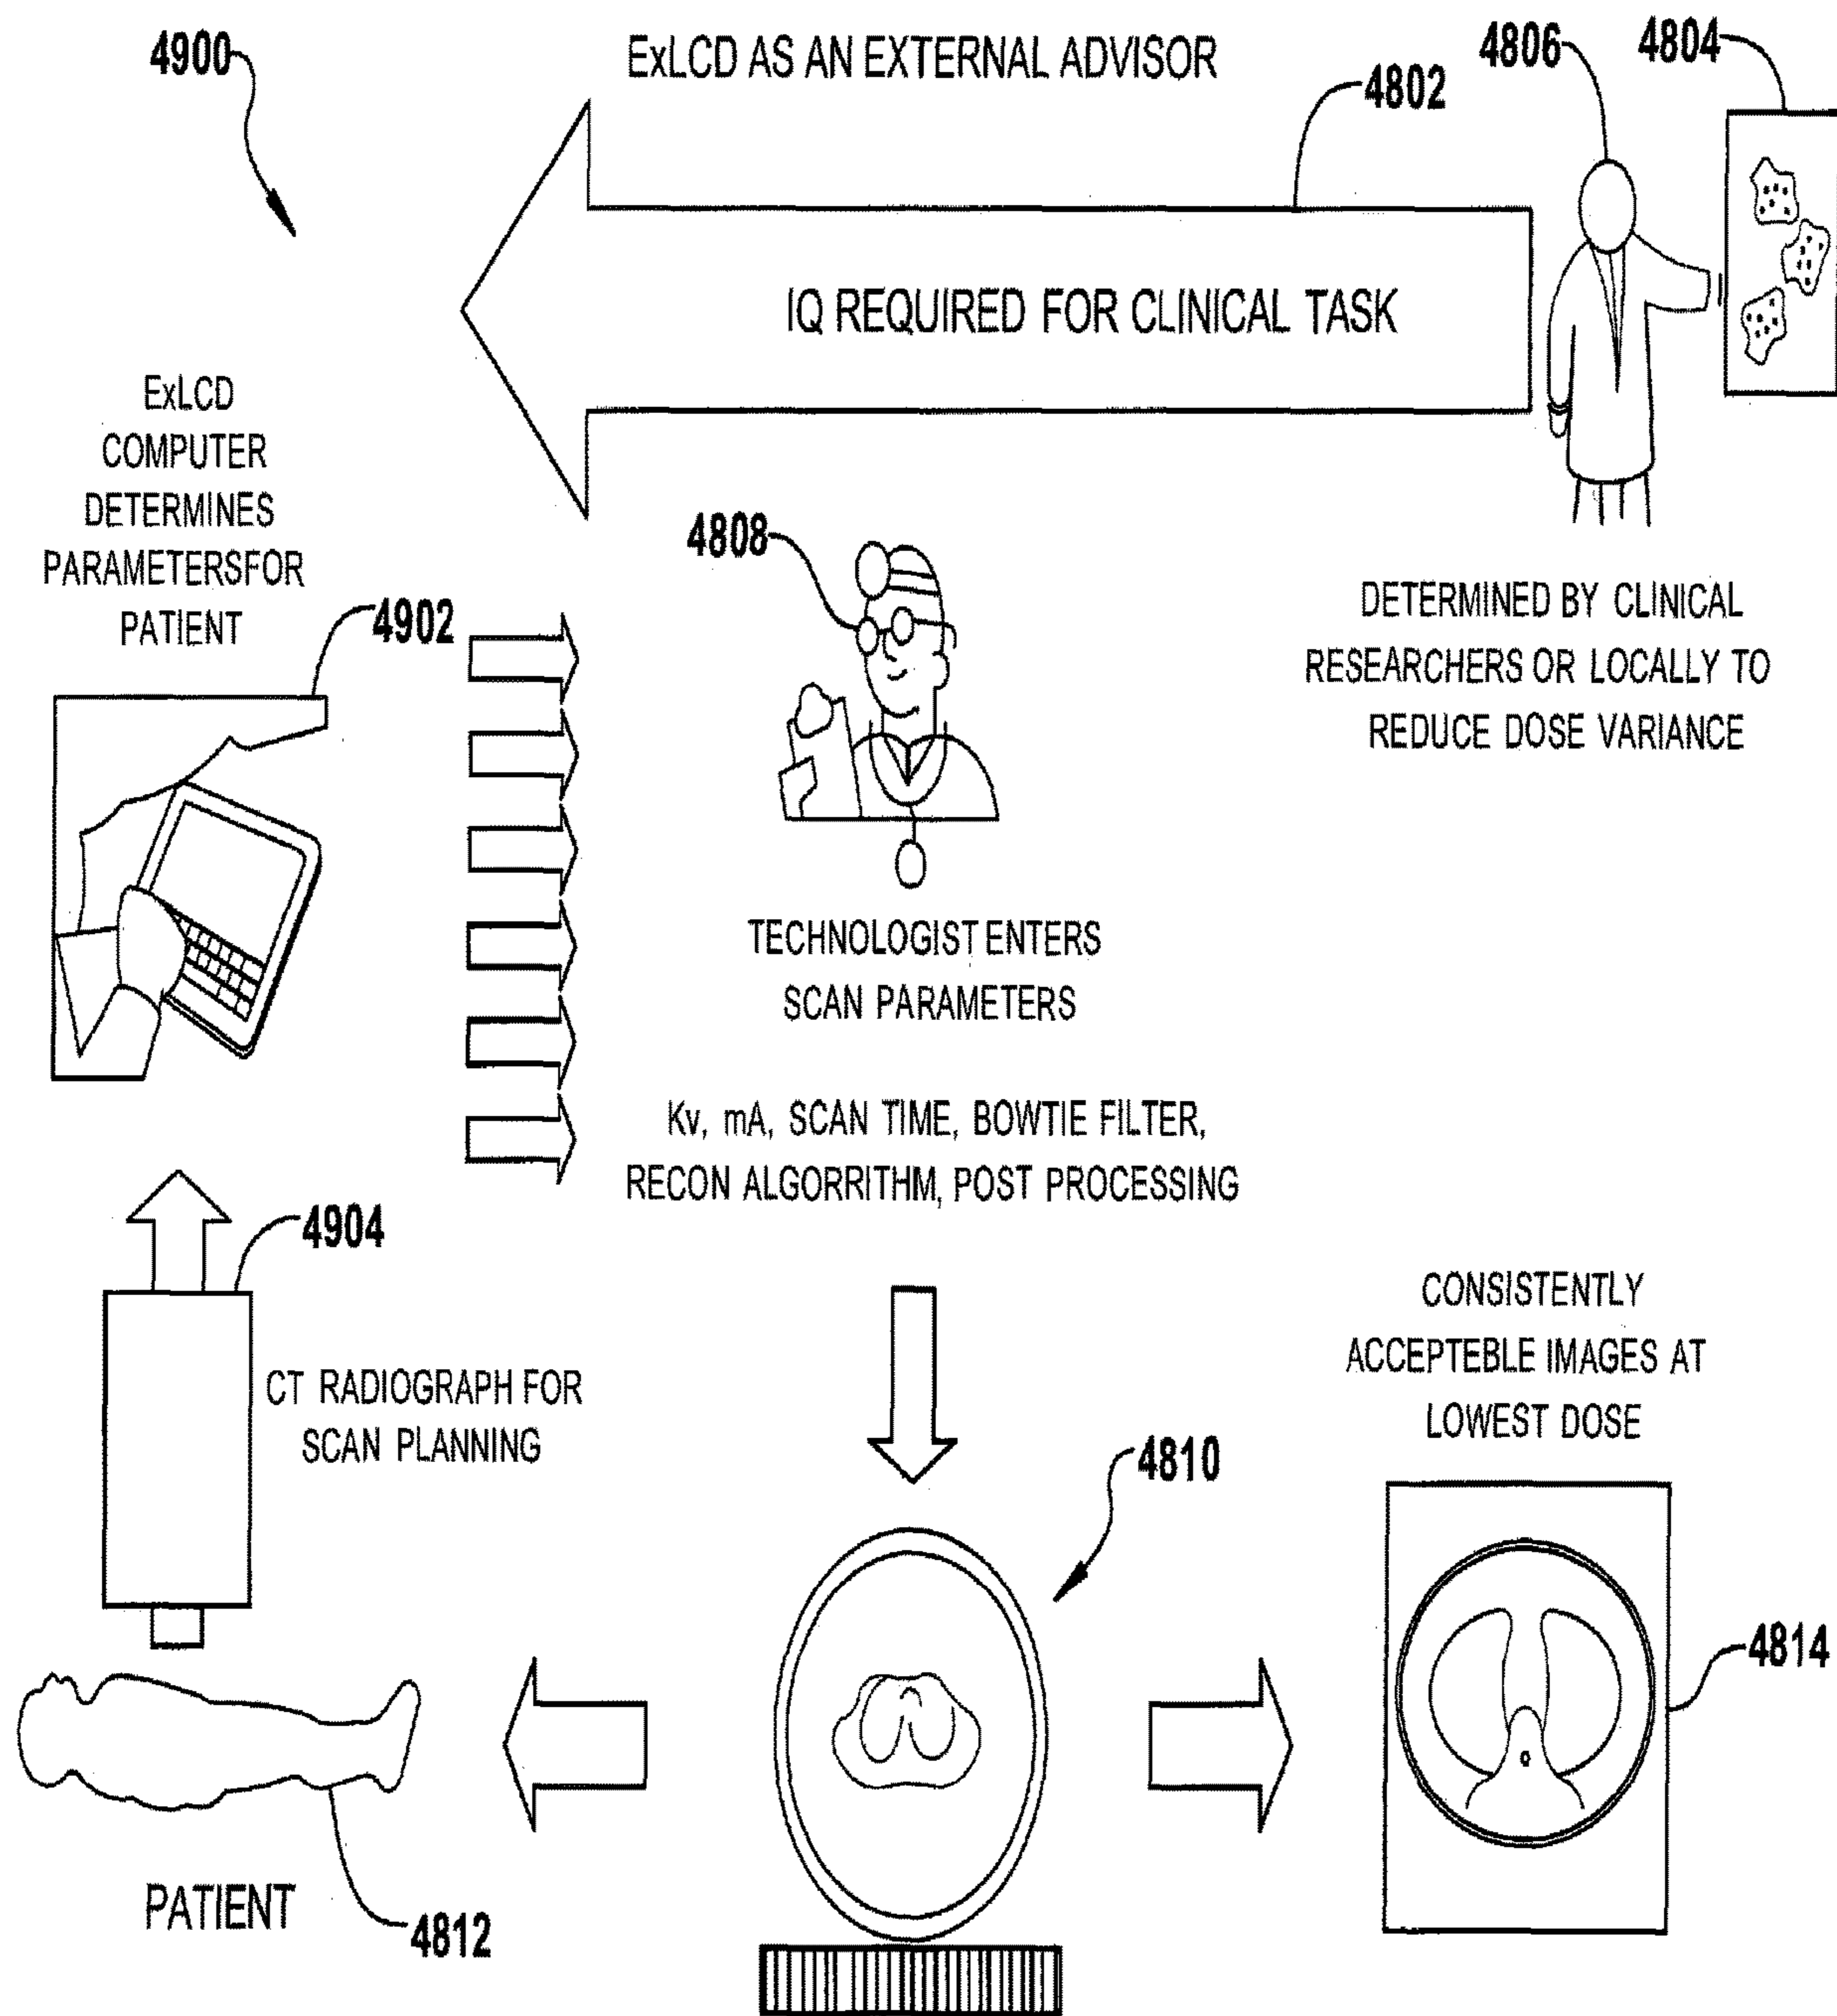 4900
ExLCD AS AN EXTERNAL ADVISOR
4802
4806
4804
IQ REQUIRED FOR CLINICAL TASK
ExLCD
COMPUTER
DETERMINES
PARAMETERSFOR
PATIENT
4902
4808
DETERMINED BY CLINICAL
RESEARCHERS OR LOCALLY TO
REDUCE DOSE VARIANCE
TECHNOLOGIST ENTERS
SCAN PARAMETERS
Kv, mA, SCAN TIME, BOWTIE FILTER,
RECON ALGORRITHM, POST PROCESSING
4904
CT RADIOGRAPH FOR
SCAN PLANNING
CONSISTENTLY
ACCEPTEBLE IMAGES AT
LOWEST DOSE
4810
4814
PATIENT
4812